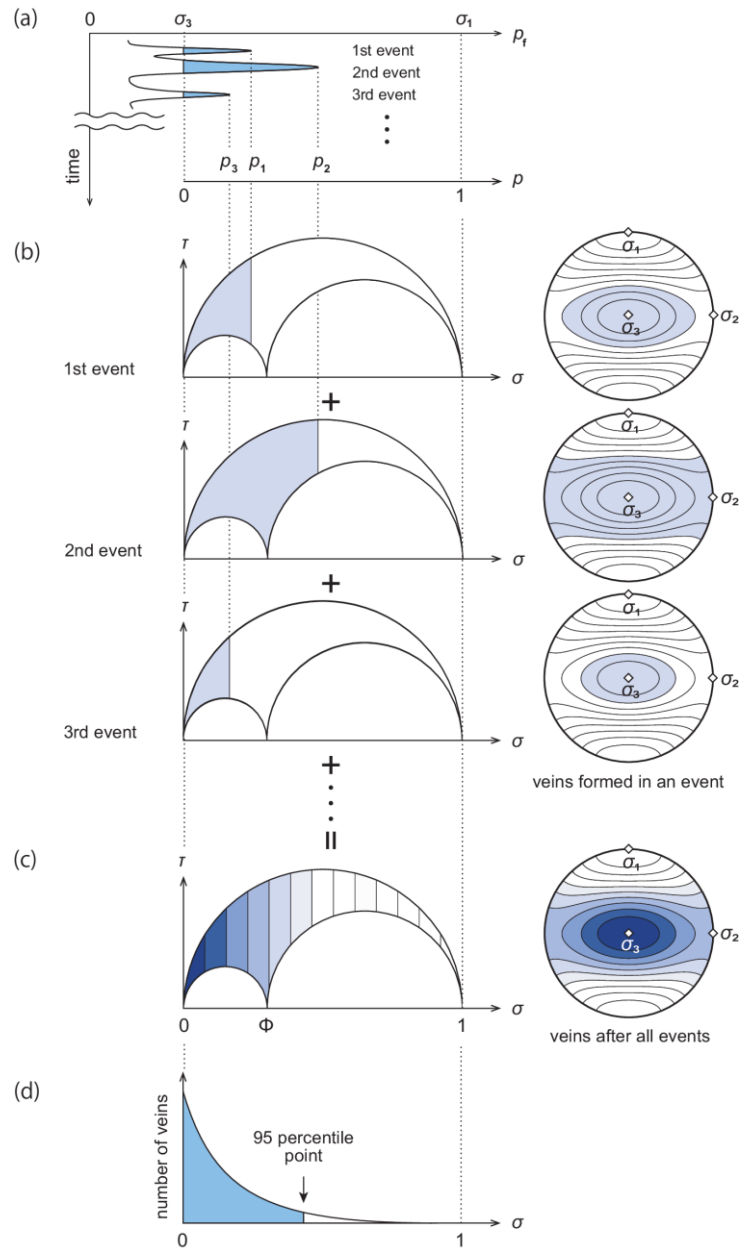 (a)
0 σ₃ σ₁ p_f
1st event
2nd event
3rd event
time
p₃ p₁ p₂
0 1 p
(b)
τ
σ₁
σ₂
σ₃
1st event
σ
+
τ
σ₁
σ₂
σ₃
2nd event
σ
+
τ
σ₁
σ₂
σ₃
3rd event
σ
+
veins formed in an event
=
(c)
τ
σ₁
σ₂
σ₃
σ
0 Φ 1
veins after all events
(d)
number of veins
95 percentile
point
σ
0 1